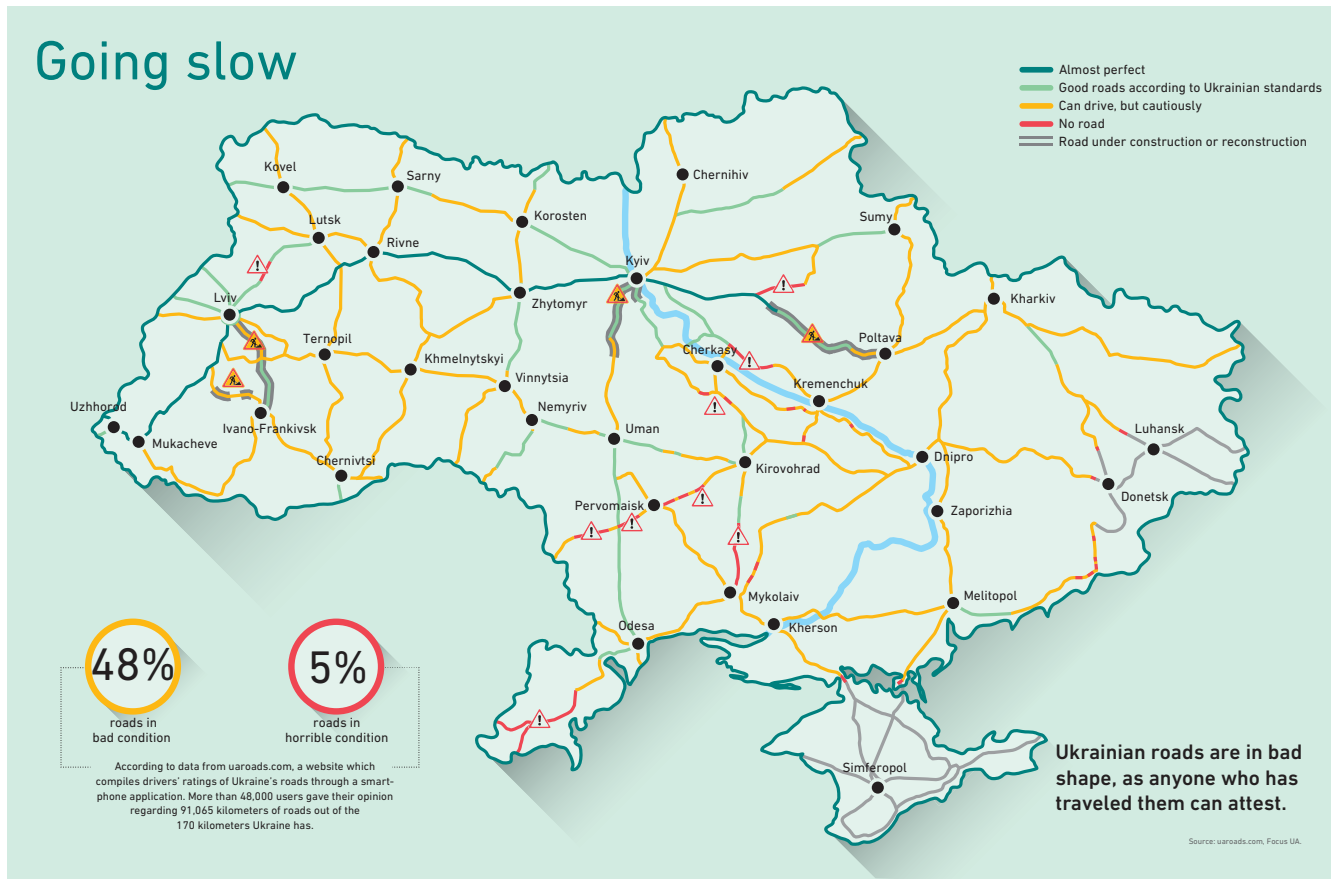 Going slow
Almost perfect
Good roads according to Ukrainian standards
Can drive, but cautiously
No road
Road under construction or reconstruction
Kovel
Sarny
Chernihiv
Lutsk
Korosten
Sumy
Rivne
Kyiv
Lviv
Zhytomyr
Kharkiv
Ternopil
Poltava
Khmelnytskyi
Cherkasy
Vinnytsia
Kremenchuk
Uzhhorod
Nemyriv
Mukacheve
Ivano-Frankivsk
Uman
Luhansk
Chernivtsi
Kirovohrad
Dnipro
Donetsk
Pervomaisk
Zaporizhia
Mykolaiv
Melitopol
Odesa
Kherson
Simferopol
48%
roads in
bad condition
5%
roads in
horrible condition
According to data from uaroads.com, a website which
compiles drivers' ratings of Ukraine's roads through a smart-
phone application. More than 48,000 users gave their opinion
regarding 91,065 kilometers of roads out of the
170 kilometers Ukraine has.
Ukrainian roads are in bad
shape, as anyone who has
traveled them can attest.
Source: uaroads.com, Focus UA.